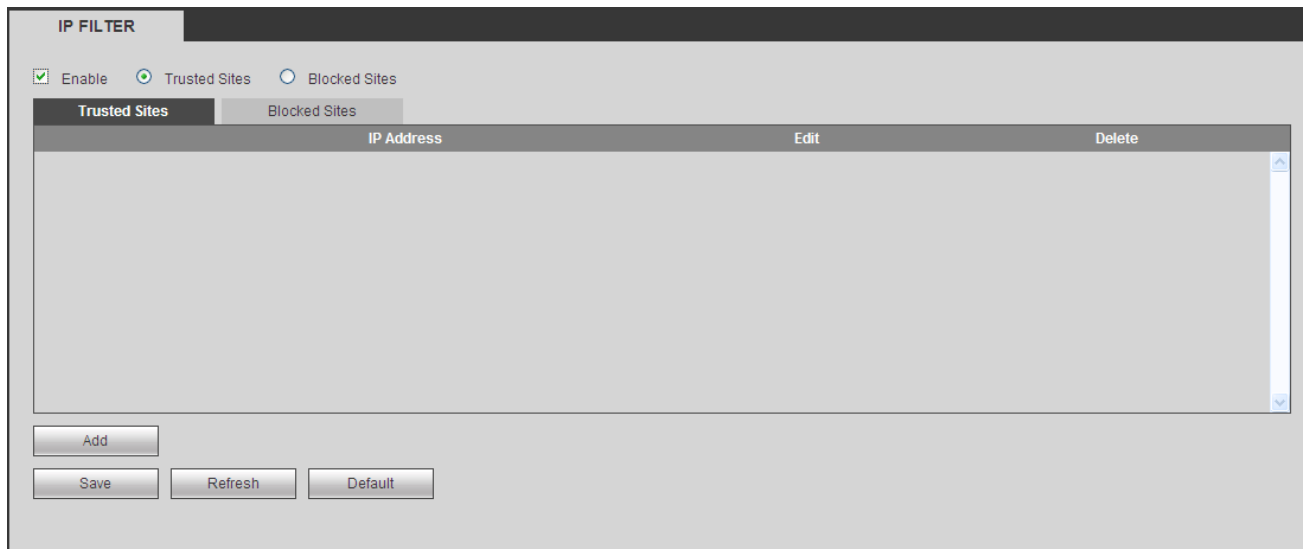 IP FILTER
Enable Trusted Sites Blocked Sites
Trusted Sites Blocked Sites
IP Address Edit Delete
Add
Save Refresh Default